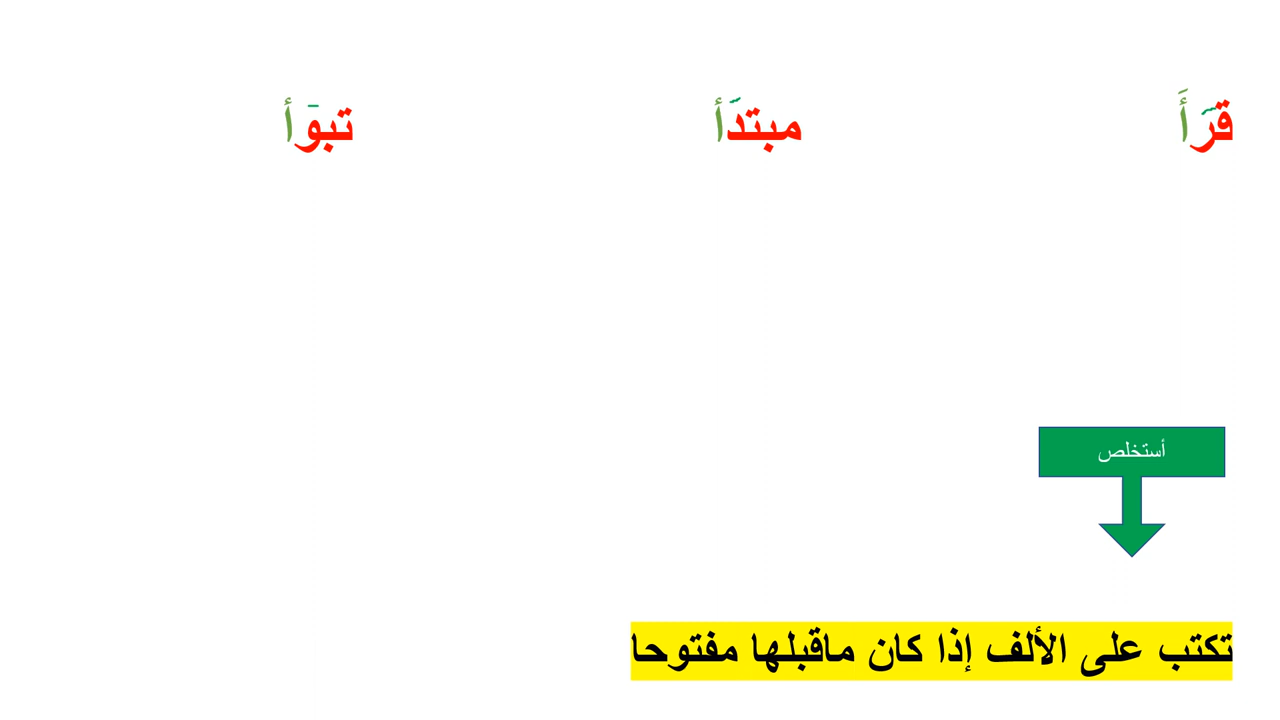 قرَأَ مبتدَأ تبوَأ
أستخلص
تكتب على الألف إذا كان ماقبلها مفتوحا